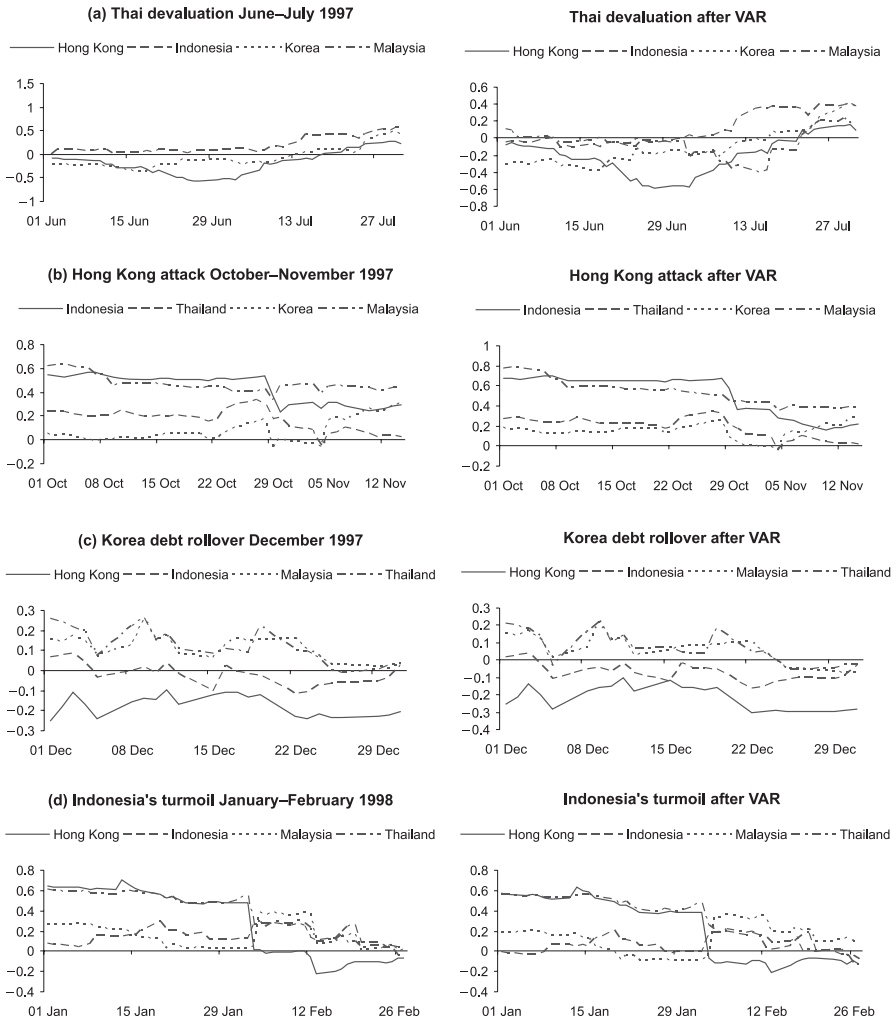 (a) Thai devaluation June–July 1997
Hong Kong Indonesia Korea Malaysia
1.5
1
0.5
0
−0.5
−1
01 Jun 15 Jun 29 Jun 13 Jul 27 Jul
Thai devaluation after VAR
Hong Kong Indonesia Korea Malaysia
0.6
0.4
0.2
0
−0.2
−0.4
−0.6
−0.8
01 Jun 15 Jun 29 Jun 13 Jul 27 Jul
(b) Hong Kong attack October–November 1997
Indonesia Thailand Korea Malaysia
0.8
0.6
0.4
0.2
0
−0.2
01 Oct 08 Oct 15 Oct 22 Oct 29 Oct 05 Nov 12 Nov
Hong Kong attack after VAR
Indonesia Thailand Korea Malaysia
1
0.8
0.6
0.4
0.2
0
−0.2
01 Oct 08 Oct 15 Oct 22 Oct 29 Oct 05 Nov 12 Nov
(c) Korea debt rollover December 1997
Hong Kong Indonesia Malaysia Thailand
0.3
0.2
0.1
0
−0.1
−0.2
−0.3
01 Dec 08 Dec 15 Dec 22 Dec 29 Dec
Korea debt rollover after VAR
Hong Kong Indonesia Malaysia Thailand
0.3
0.2
0.1
0
−0.1
−0.2
−0.3
−0.4
01 Dec 08 Dec 15 Dec 22 Dec 29 Dec
(d) Indonesia's turmoil January–February 1998
Hong Kong Indonesia Malaysia Thailand
0.8
0.6
0.4
0.2
0
−0.2
−0.4
01 Jan 15 Jan 29 Jan 12 Feb 26 Feb
Indonesia's turmoil after VAR
Hong Kong Indonesia Malaysia Thailand
0.8
0.6
0.4
0.2
0
−0.2
−0.4
01 Jan 15 Jan 29 Jan 12 Feb 26 Feb